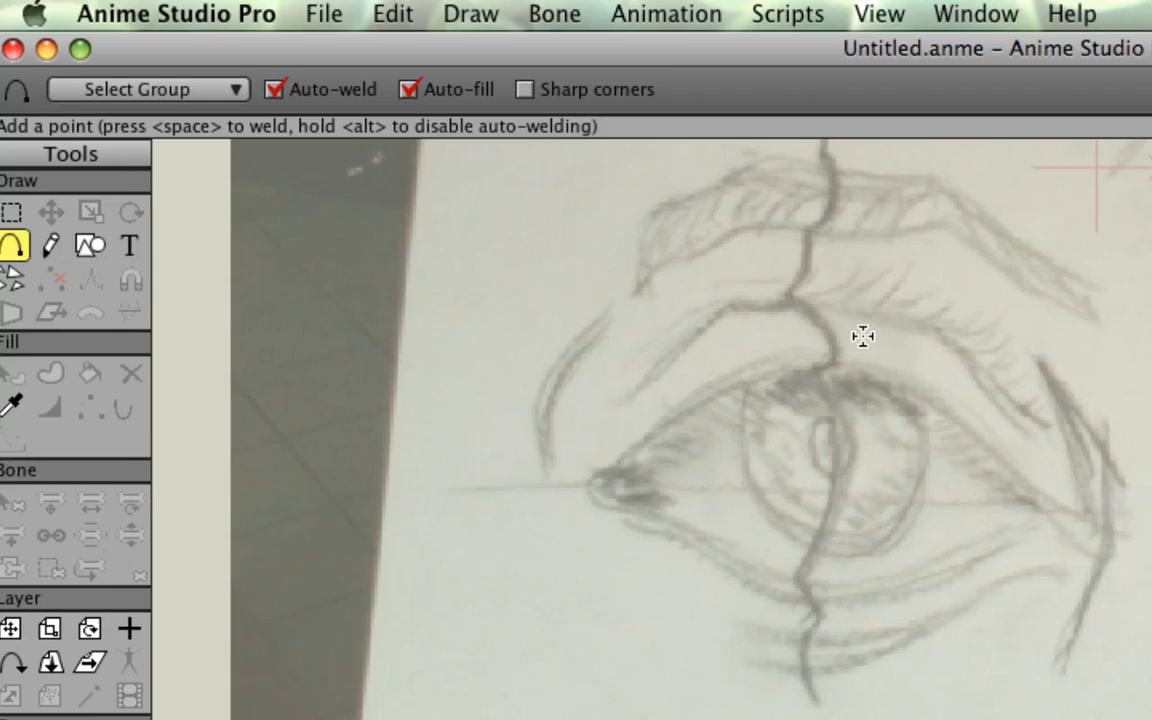 Anime Studio Pro File Edit Draw Bone Animation Scripts View Window Help
Untitled.anme – Anime Studio
Select Group Auto-weld Auto-fill Sharp corners
Add a point (press <space> to weld, hold <alt> to disable auto-welding)
Tools
Draw
T
Fill
Bone
Layer